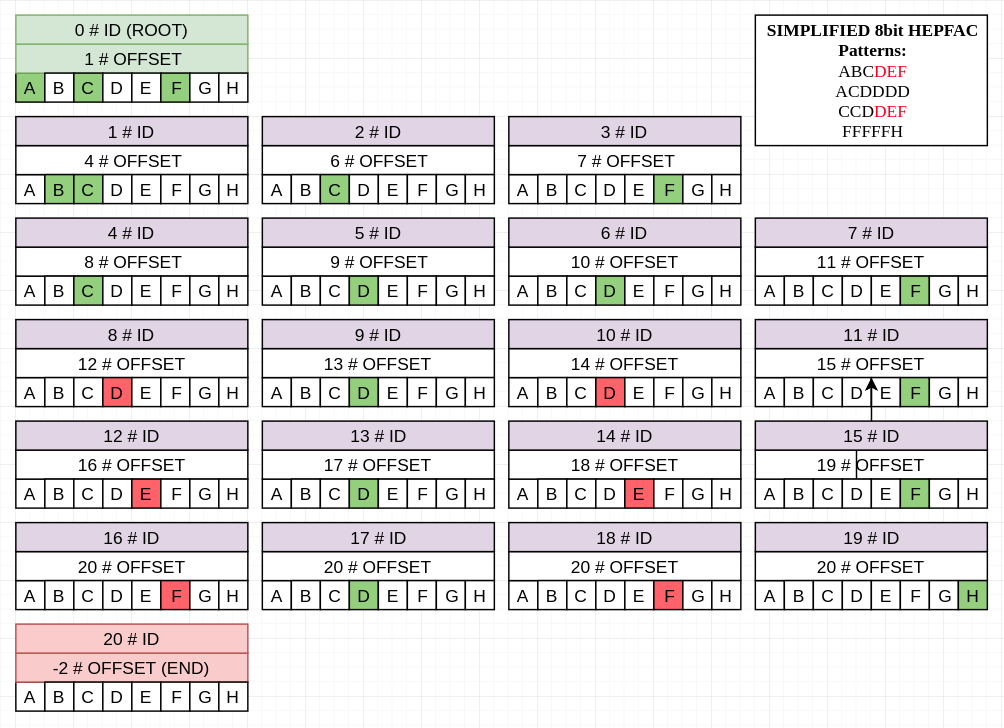 0 # ID (ROOT)
1 # OFFSET
A B C D E F G H
SIMPLIFIED 8bit HEPFAC
Patterns:
ABCDEF
ACDDDD
CCDDEF
FFFFFH
1 # ID
4 # OFFSET
A B C D E F G H
2 # ID
6 # OFFSET
A B C D E F G H
3 # ID
7 # OFFSET
A B C D E F G H
4 # ID
8 # OFFSET
A B C D E F G H
5 # ID
9 # OFFSET
A B C D E F G H
6 # ID
10 # OFFSET
A B C D E F G H
7 # ID
11 # OFFSET
A B C D E F G H
8 # ID
12 # OFFSET
A B C D E F G H
9 # ID
13 # OFFSET
A B C D E F G H
10 # ID
14 # OFFSET
A B C D E F G H
11 # ID
15 # OFFSET
A B C D E F G H
12 # ID
16 # OFFSET
A B C D E F G H
13 # ID
17 # OFFSET
A B C D E F G H
14 # ID
18 # OFFSET
A B C D E F G H
15 # ID
19 # OFFSET
A B C D E F G H
16 # ID
20 # OFFSET
A B C D E F G H
17 # ID
20 # OFFSET
A B C D E F G H
18 # ID
20 # OFFSET
A B C D E F G H
19 # ID
20 # OFFSET
A B C D E F G H
20 # ID
-2 # OFFSET (END)
A B C D E F G H